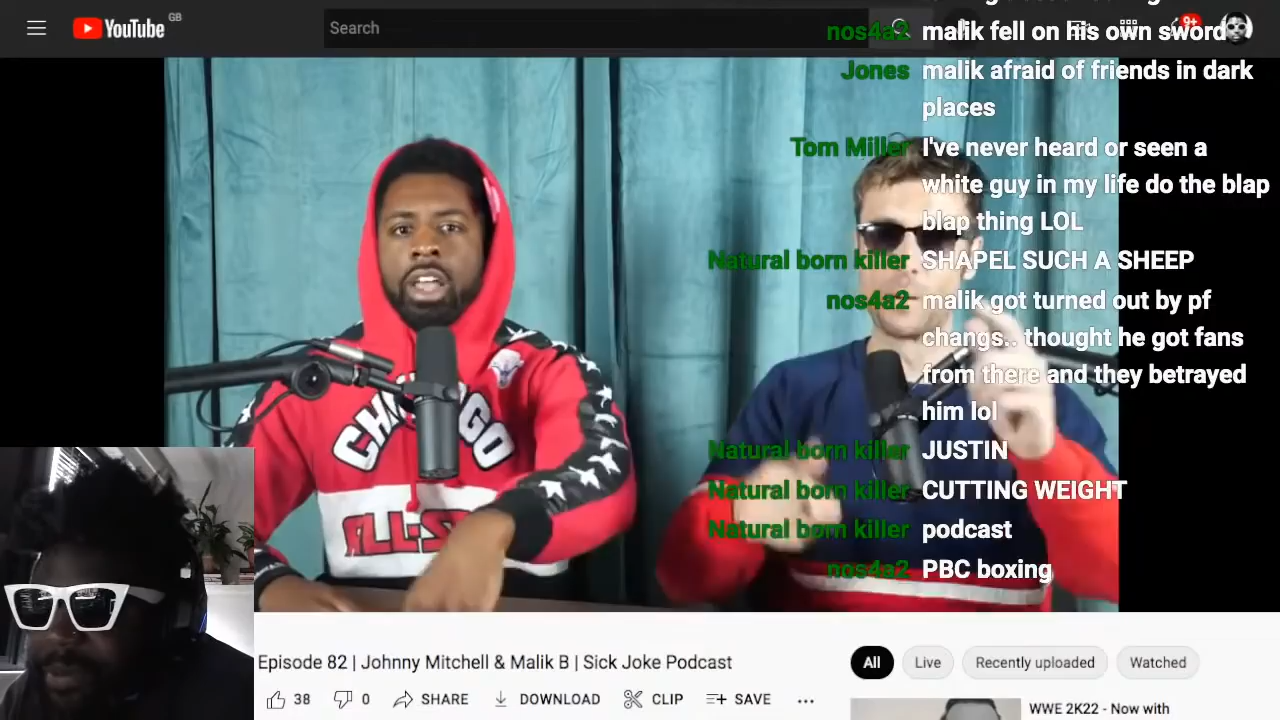 YouTube GB
Search
9+
nos4a2 malik fell on his own sword
Jones malik afraid of friends in dark
places
Tom Miller I've never heard or seen a
white guy in my life do the blap
blap thing LOL
Natural born killer SHAPEL SUCH A SHEEP
nos4a2 malik got turned out by pf
changs.. thought he got fans
from there and they betrayed
him lol
Natural born killer JUSTIN
Natural born killer CUTTING WEIGHT
Natural born killer podcast
nos4a2 PBC boxing
CHICAGO
Episode 82 | Johnny Mitchell & Malik B | Sick Joke Podcast
38 0 SHARE DOWNLOAD CLIP SAVE
All Live Recently uploaded Watched
WWE 2K22 - Now with